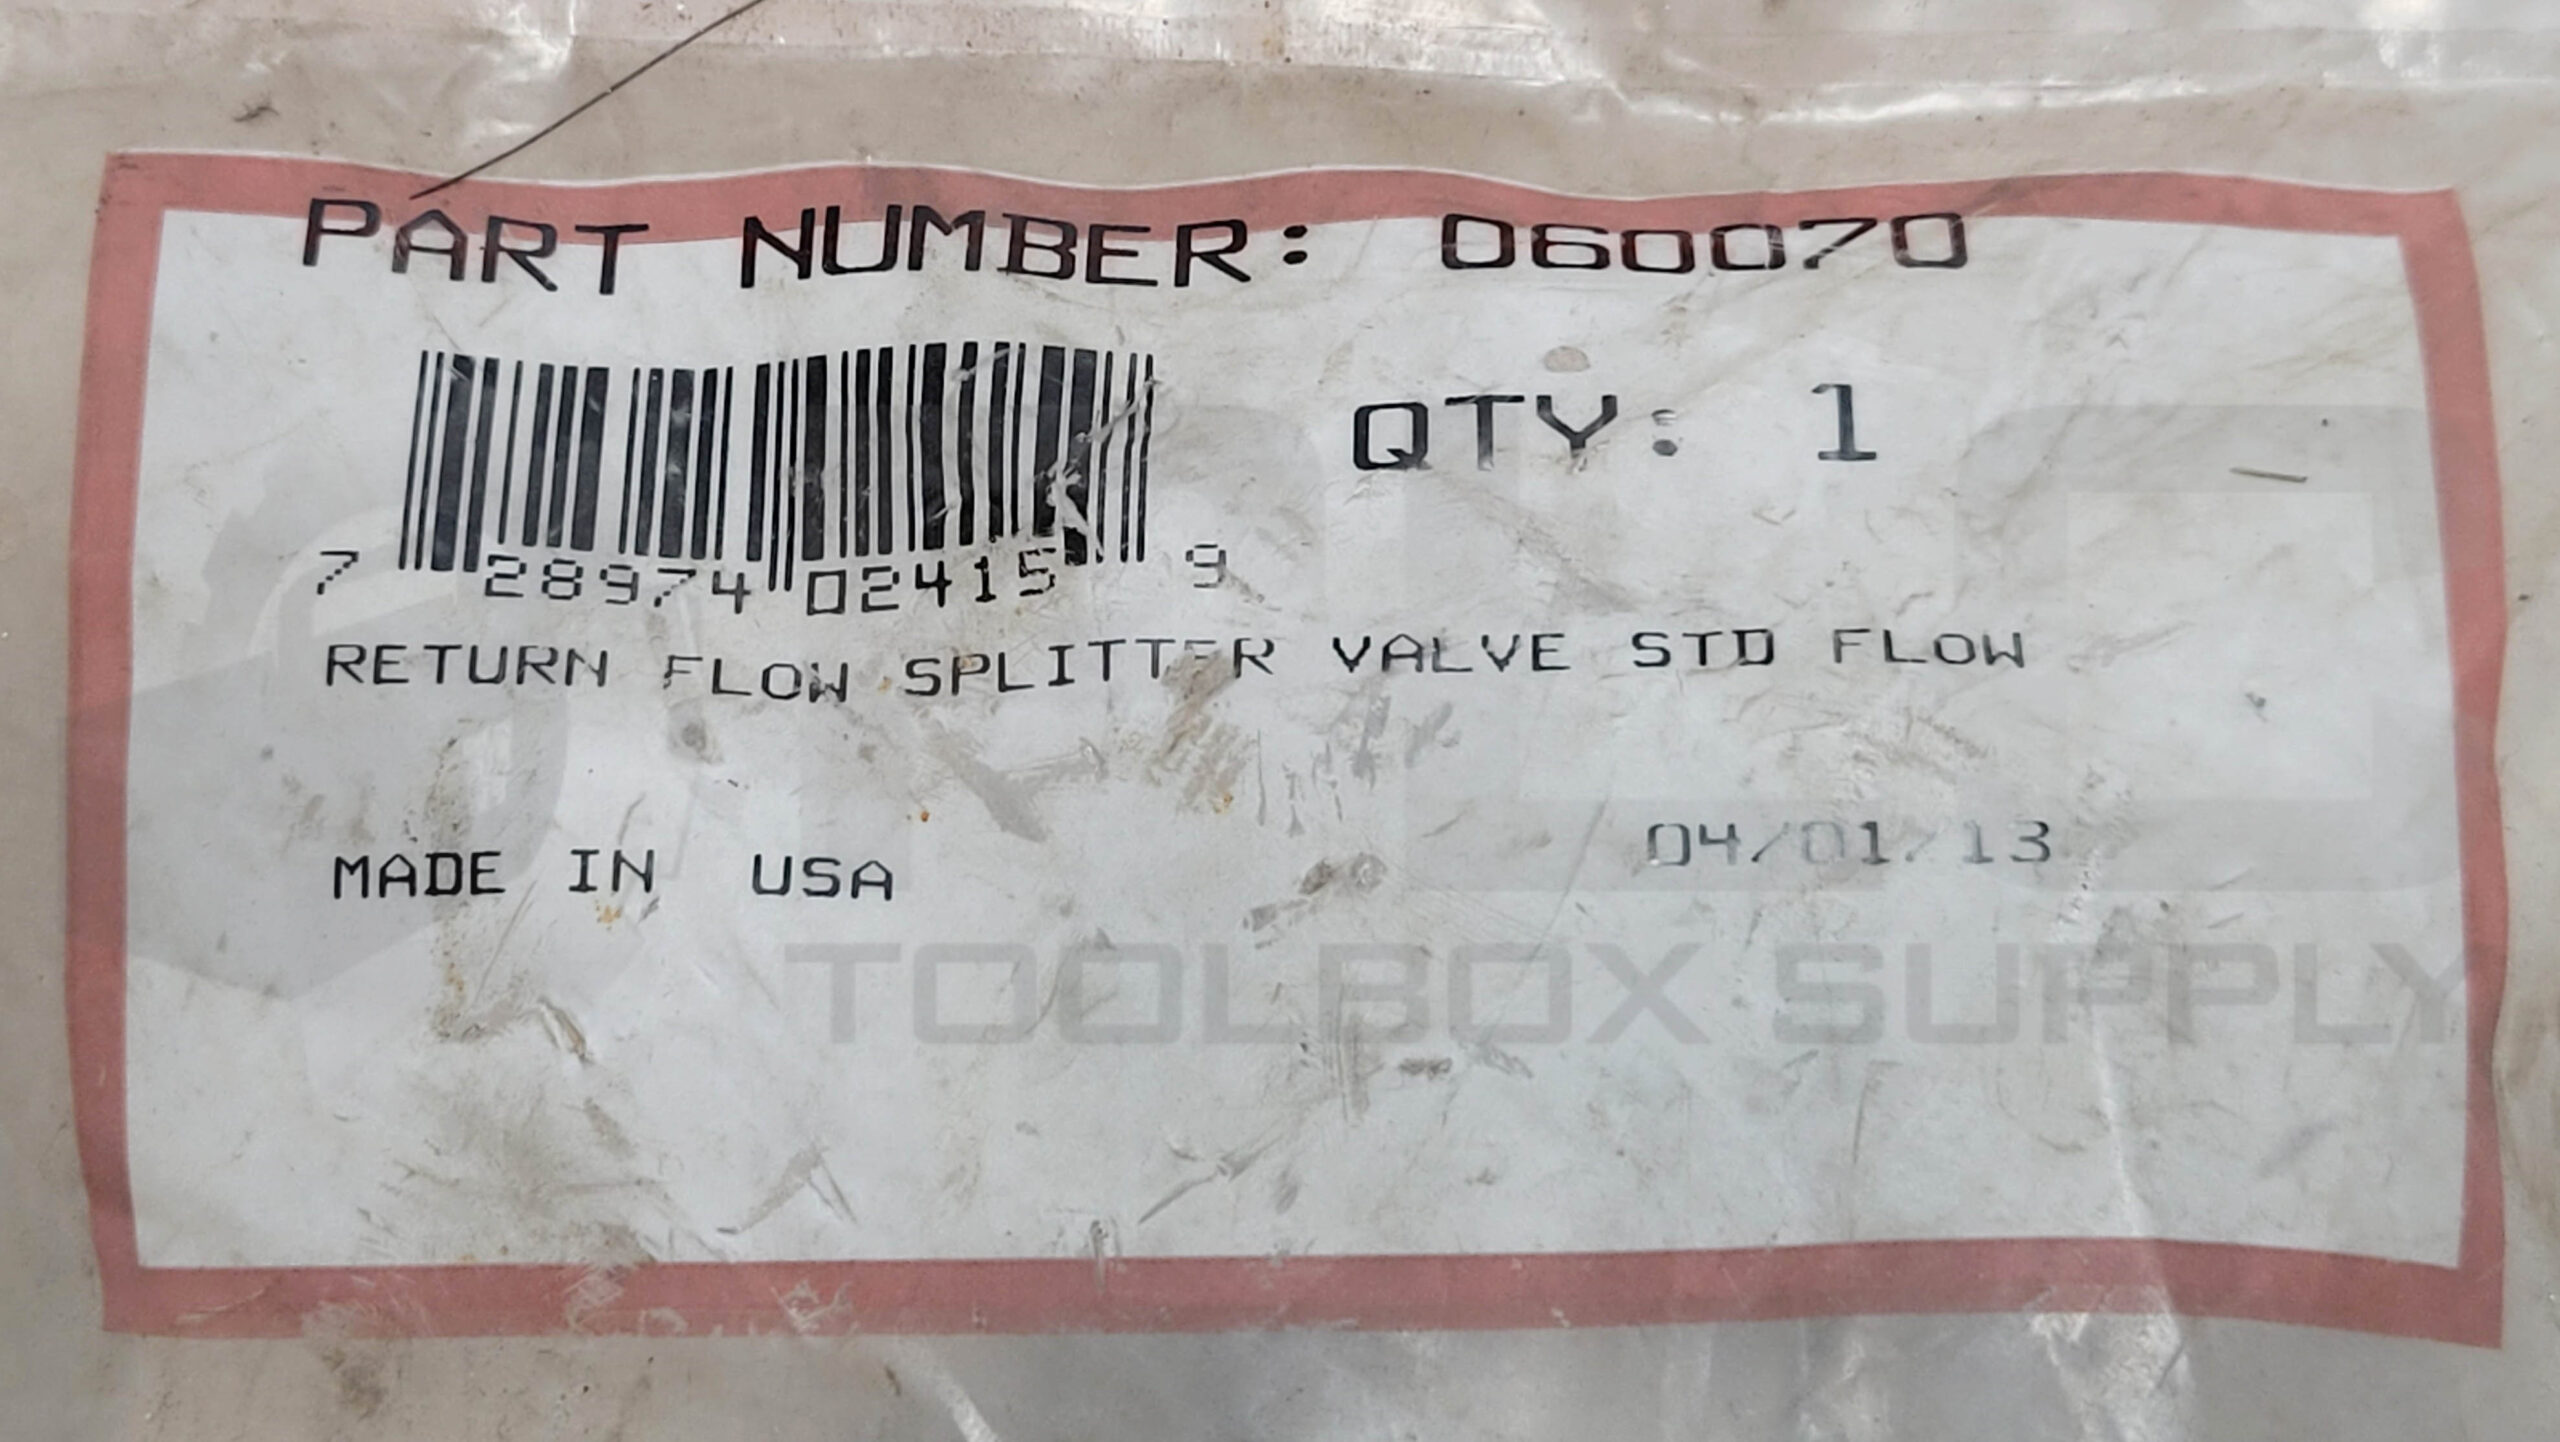 PART NUMBER: 060070
QTY: 1
7 28974 02415 9
RETURN FLOW SPLITTER VALVE STD FLOW
04/01/13
MADE IN USA
TOOLBOX SUPPLY